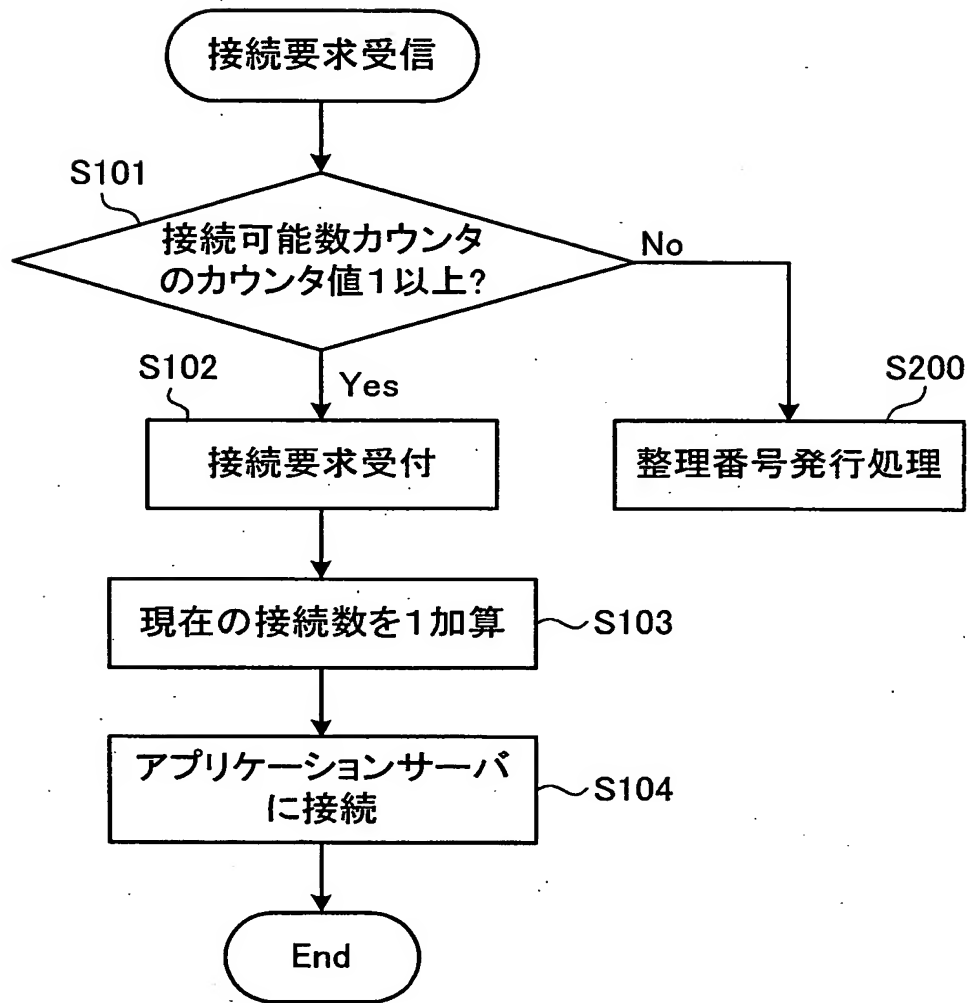 接続要求受信
S101
接続可能数カウンタ
のカウンタ値1以上?
No
S102
Yes
S200
接続要求受付
整理番号発行処理
現在の接続数を1加算
S103
アプリケーションサーバ
に接続
S104
End